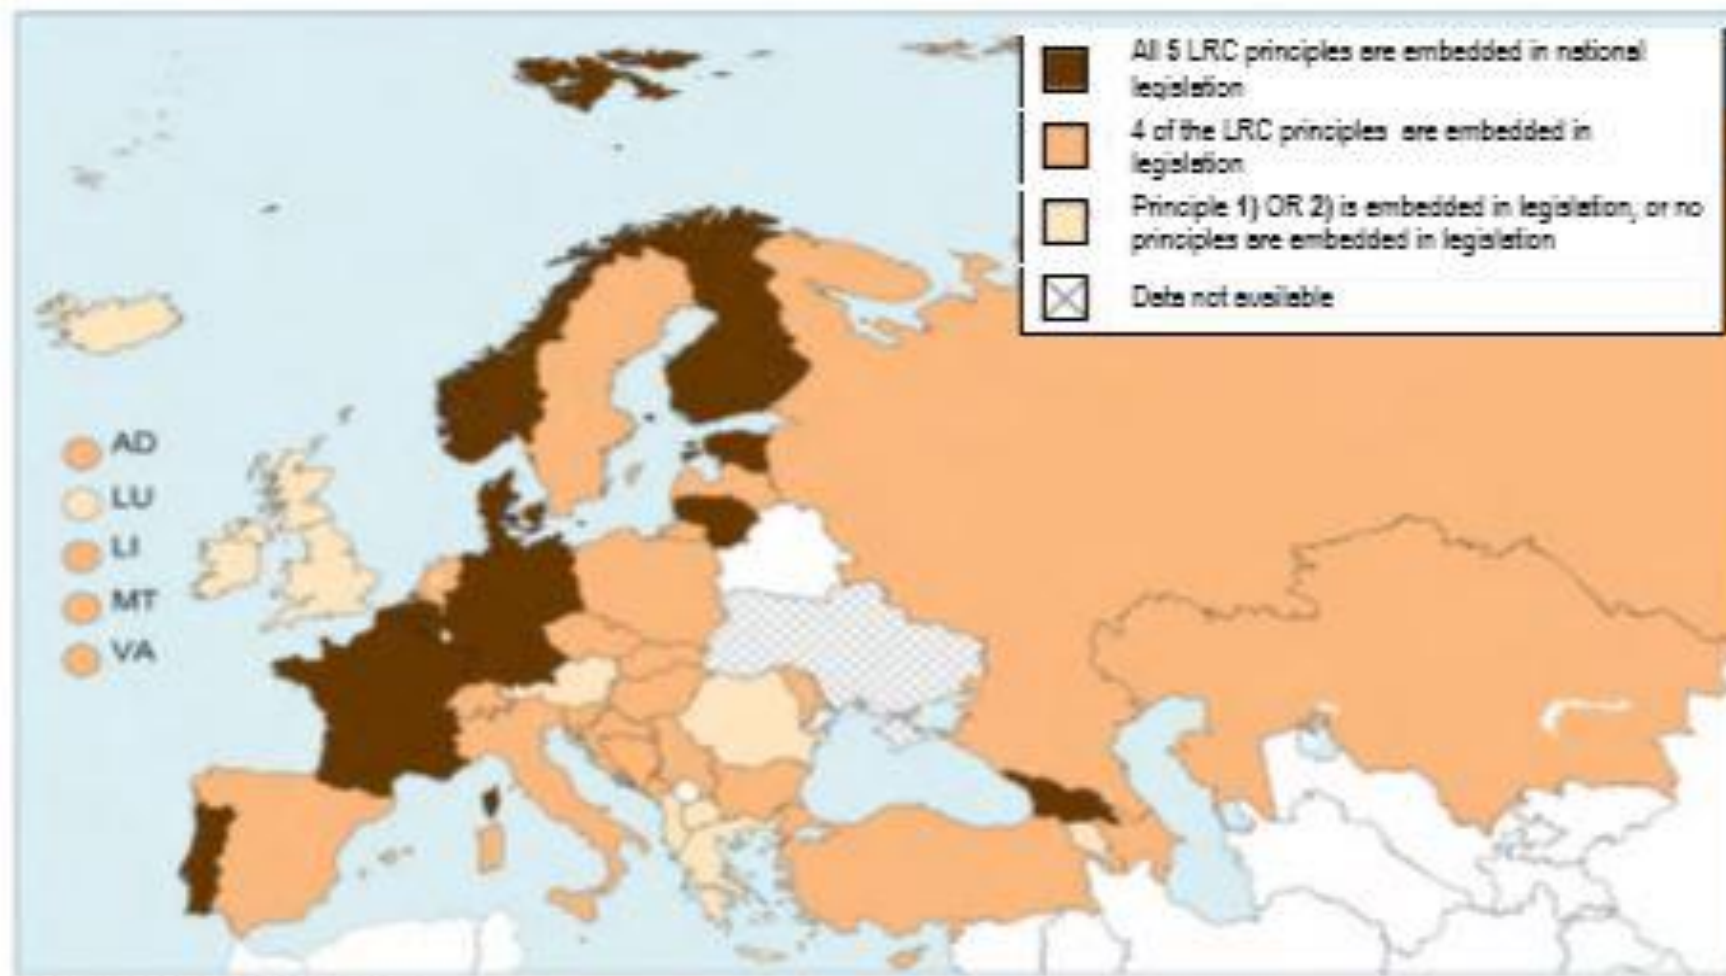 All 5 LRC principles are embedded in national
legislation
4 of the LRC principles are embedded in
legislation
Principle 1) OR 2) is embedded in legislation, or no
principles are embedded in legislation
Data not available
AD
LU
LI
MT
VA